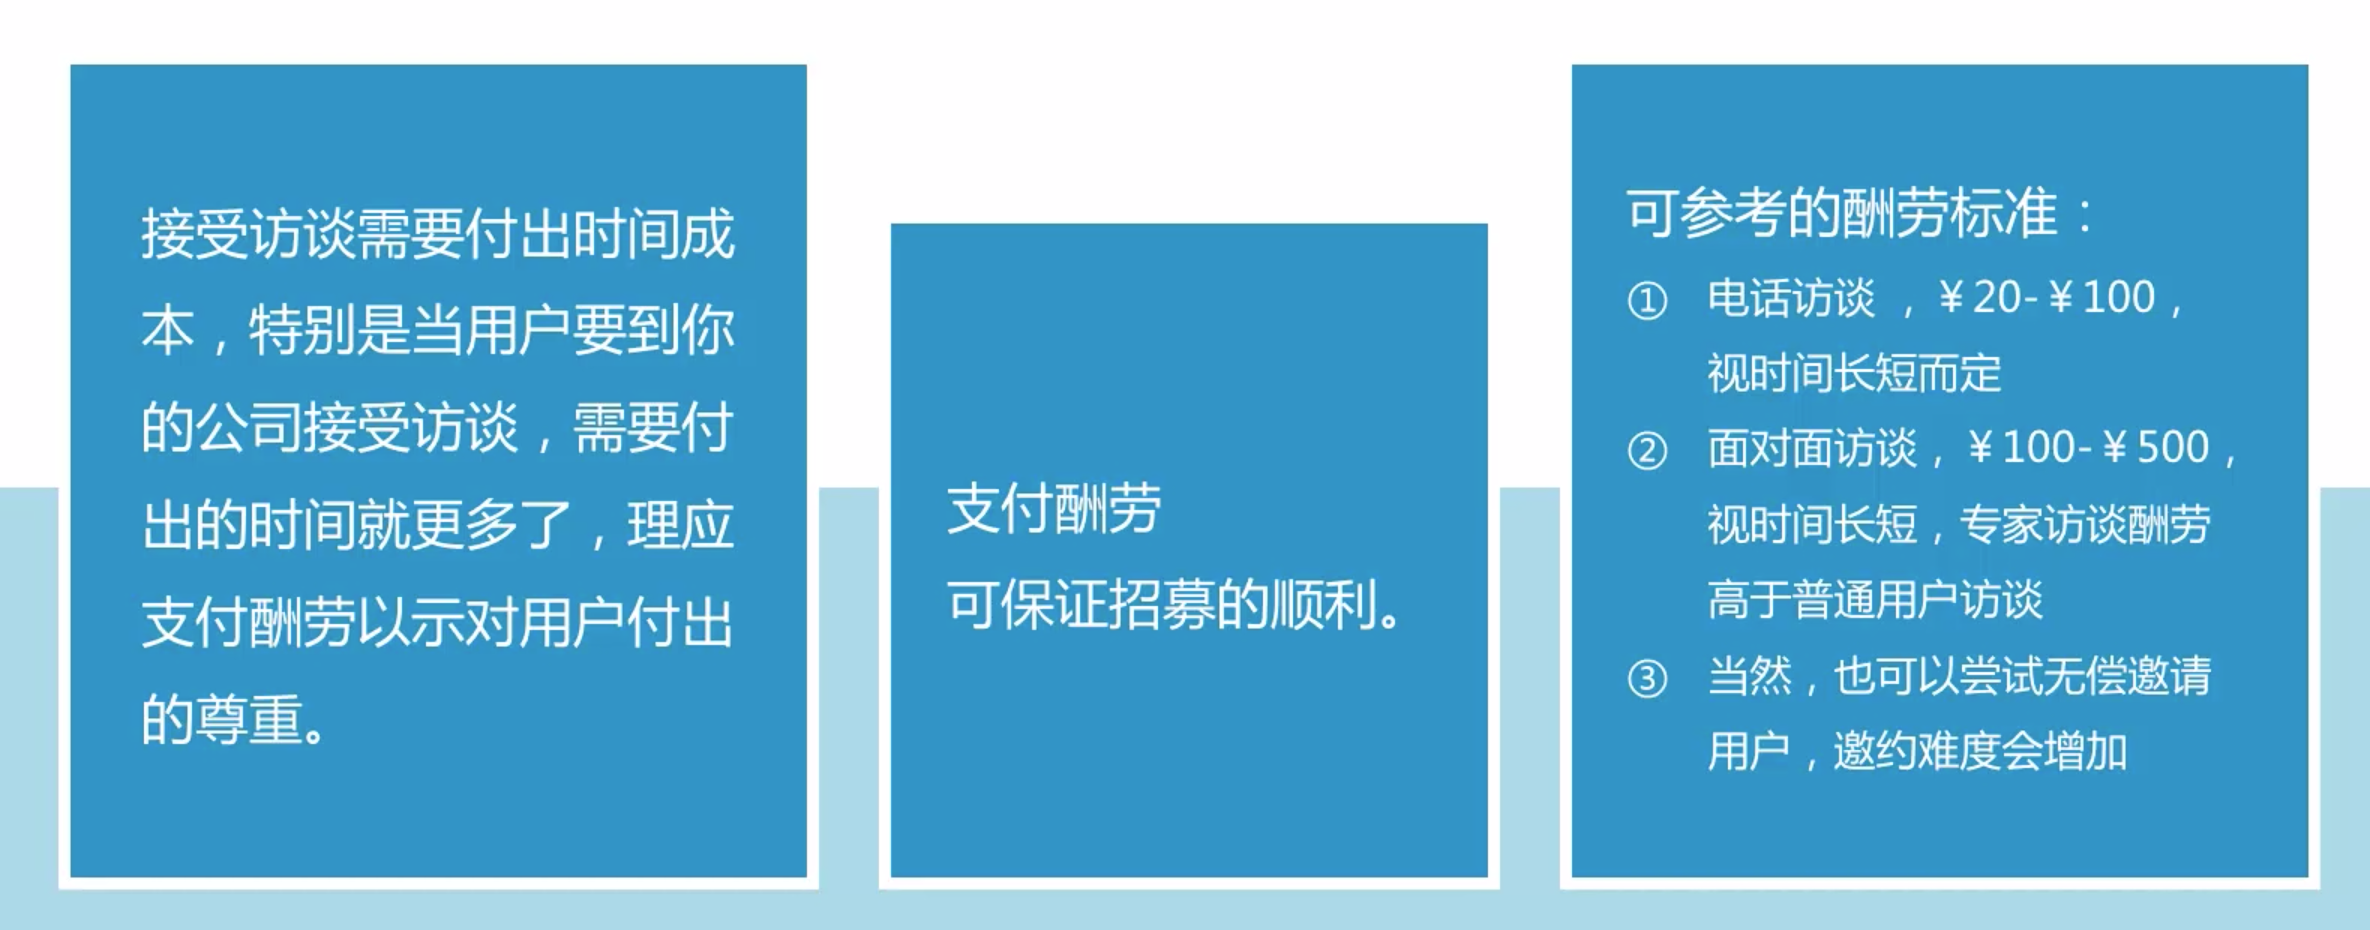 接受访谈需要付出时间成
本，特别是当用户要到你
的公司接受访谈，需要付
出的时间就更多了，理应
支付酬劳以示对用户付出
的尊重。
支付酬劳
可保证招募的顺利。
可参考的酬劳标准：
① 电话访谈 ，￥20-￥100，
视时间长短而定
② 面对面访谈，￥100-￥500，
视时间长短，专家访谈酬劳
高于普通用户访谈
③ 当然，也可以尝试无偿邀请
用户，邀约难度会增加